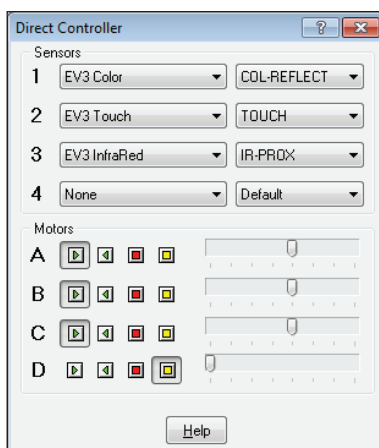 Direct Controller
Sensors
1 EV3 Color COL-REFLECT
2 EV3 Touch TOUCH
3 EV3 InfraRed IR-PROX
4 None Default
Motors
A
B
C
D
Help